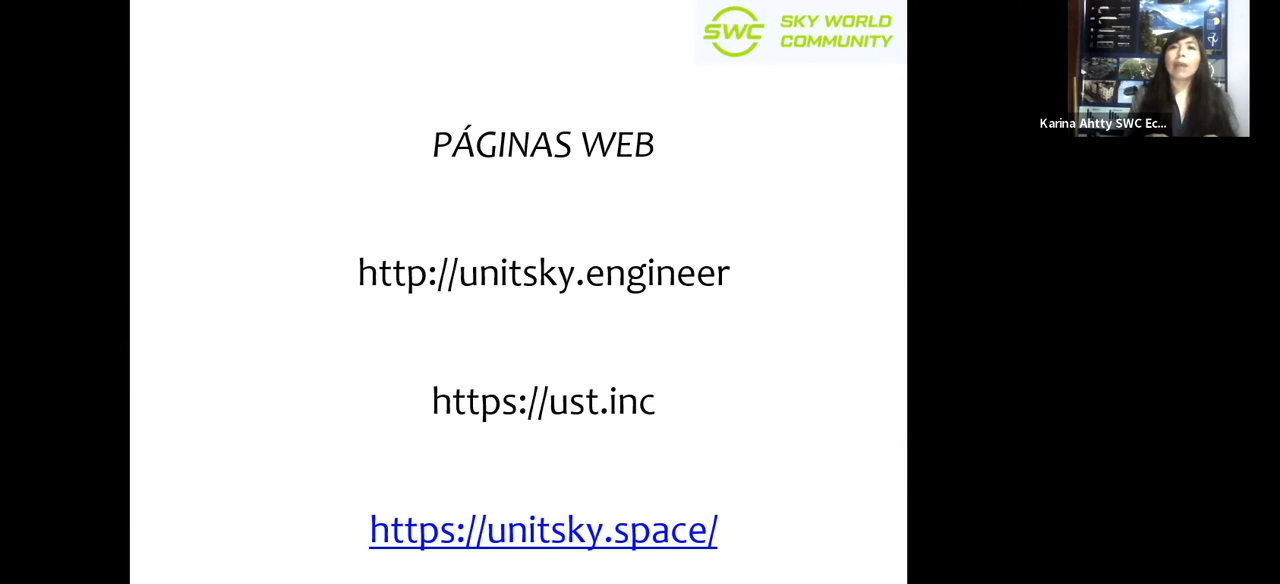 SWC SKY WORLD
COMMUNITY
Karina Ahtty SWC Ec...
PÁGINAS WEB
http://unitsky.engineer
https://ust.inc
https://unitsky.space/